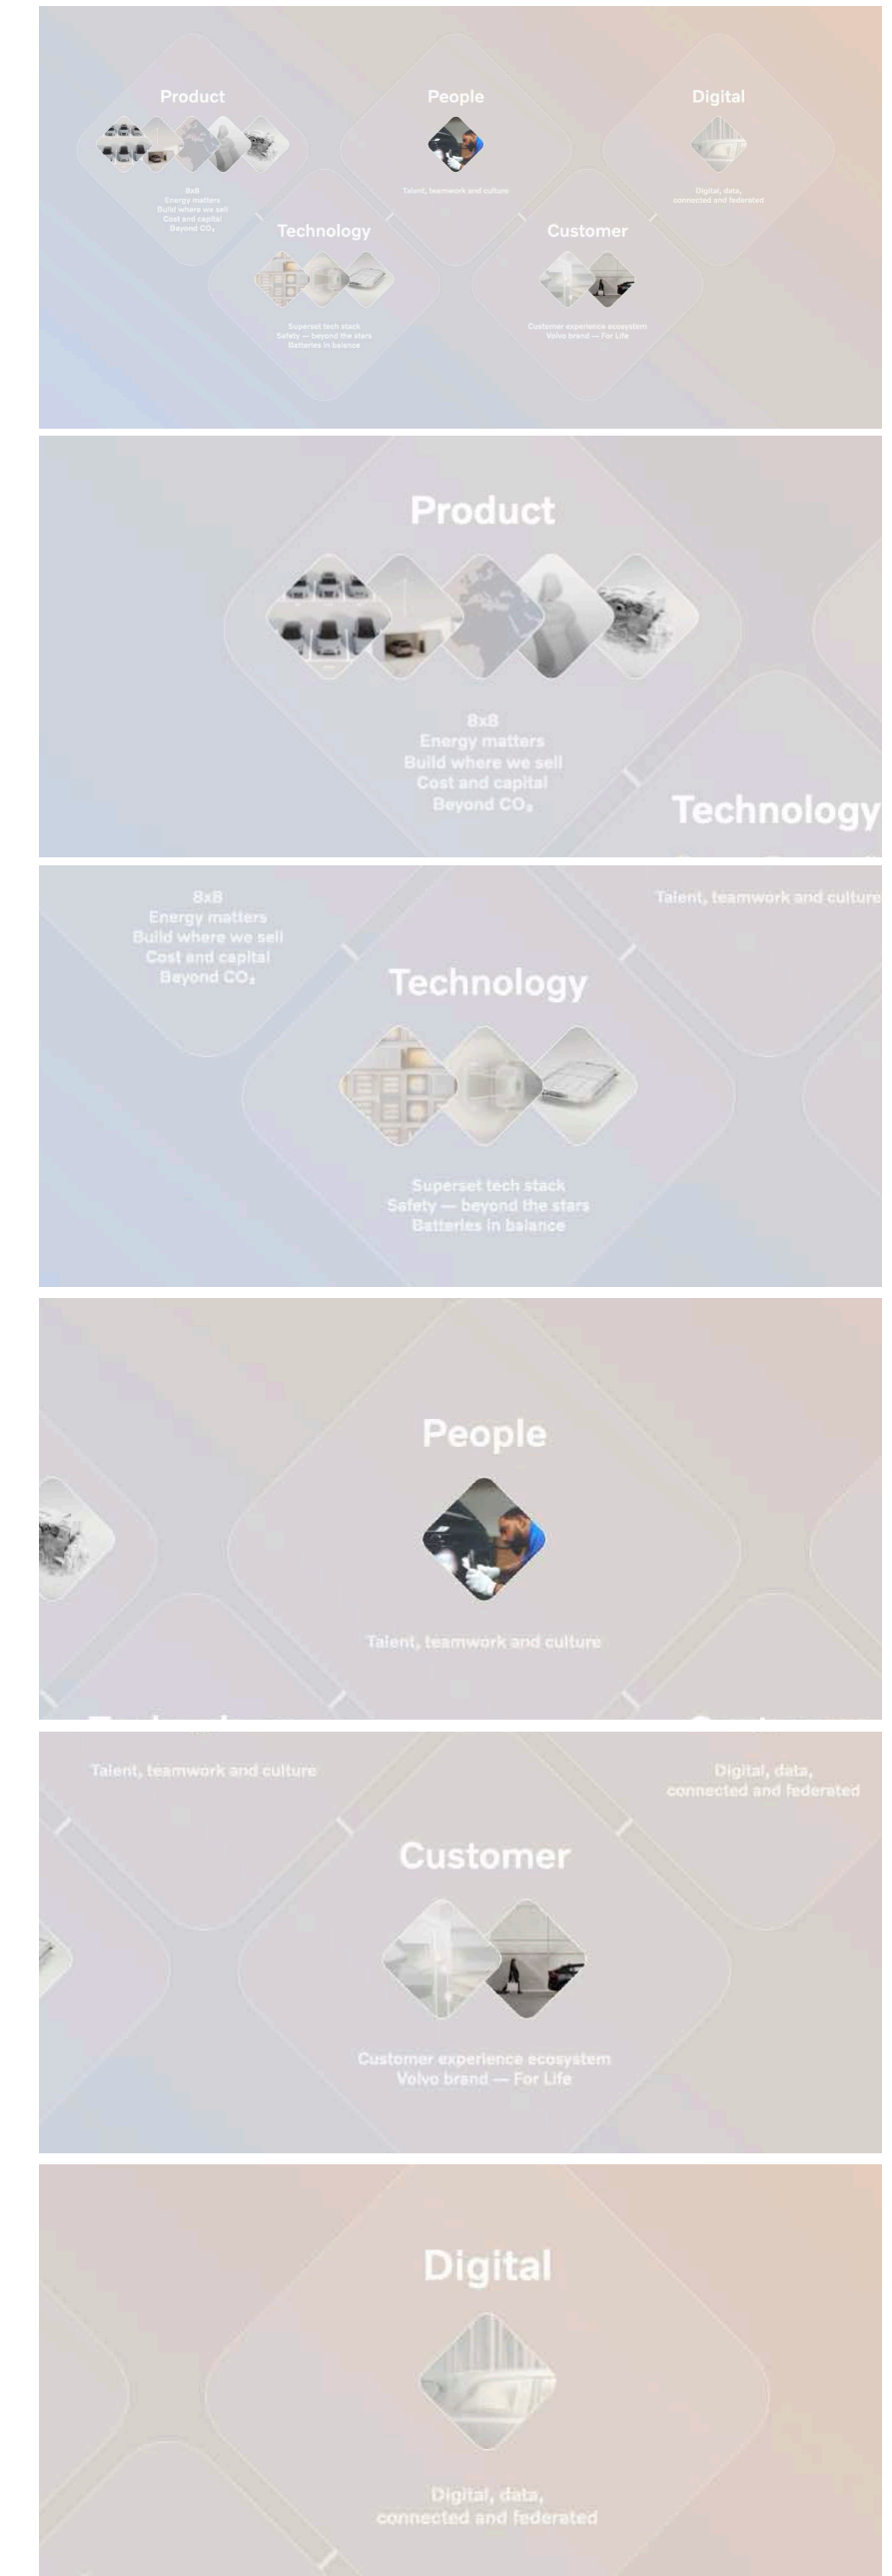 Product
People
Digital
8x8
Energy matters
Build where we sell
Cost and capital
Beyond CO₂
Talent, teamwork and culture
Digital, data,
connected and federated
Technology
Customer
Superset tech stack
Safety — beyond the stars
Batteries in balance
Customer experience ecosystem
Volvo brand — For Life
Product
8x8
Energy matters
Build where we sell
Cost and capital
Beyond CO₂
Technology
8x8
Energy matters
Build where we sell
Cost and capital
Beyond CO₂
Talent, teamwork and culture
Technology
Superset tech stack
Safety — beyond the stars
Batteries in balance
People
Talent, teamwork and culture
Talent, teamwork and culture
Digital, data,
connected and federated
Customer
Customer experience ecosystem
Volvo brand — For Life
Digital
Digital, data,
connected and federated